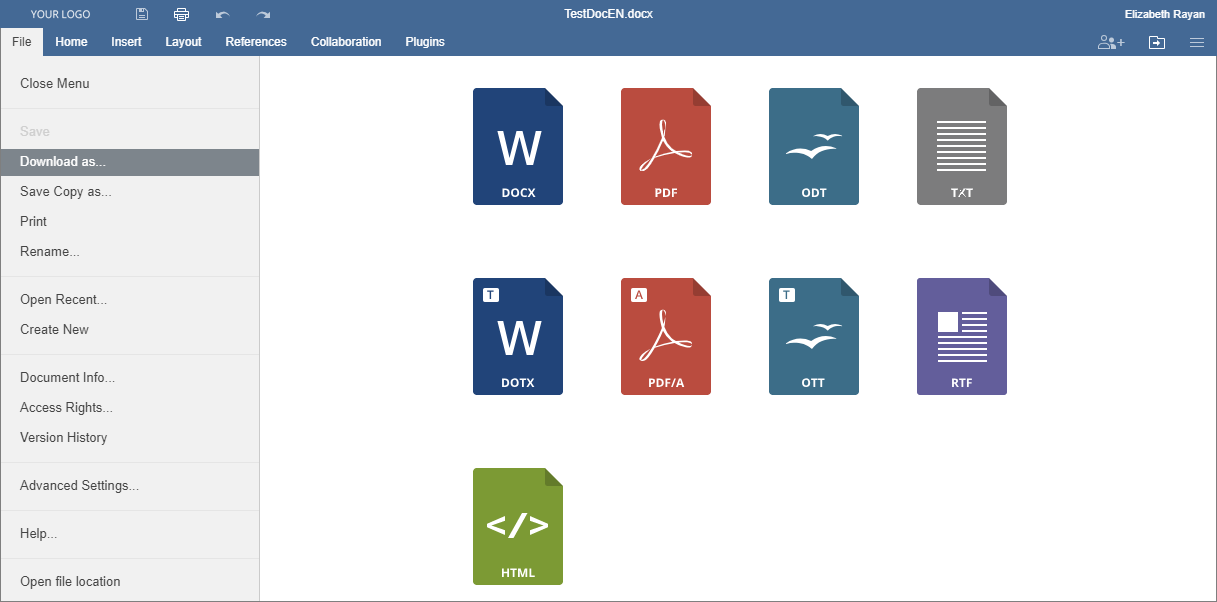 YOUR LOGO TestDocEN.docx Elizabeth Rayan
File Home Insert Layout References Collaboration Plugins
Close Menu
Save
Download as...
Save Copy as...
Print
Rename...
Open Recent...
Create New
Document Info...
Access Rights...
Version History
Advanced Settings...
Help...
Open file location
W
DOCX PDF ODT TXT
T A T
W
DOTX PDF/A OTT RTF
</>
HTML